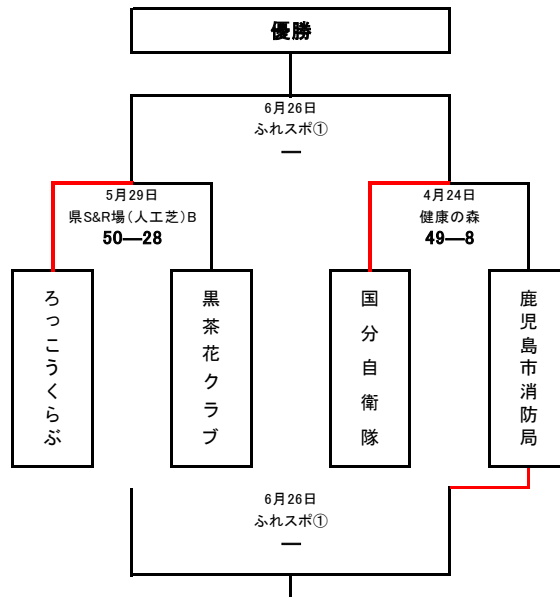 優勝
6月26日
ふれスポ①
―
5月29日
県S&R場(人工芝)B
50―28
4月24日
健康の森
49―8
ろっこうくらぶ
黒茶花クラブ
国分自衛隊
鹿児島市消防局
6月26日
ふれスポ①
―